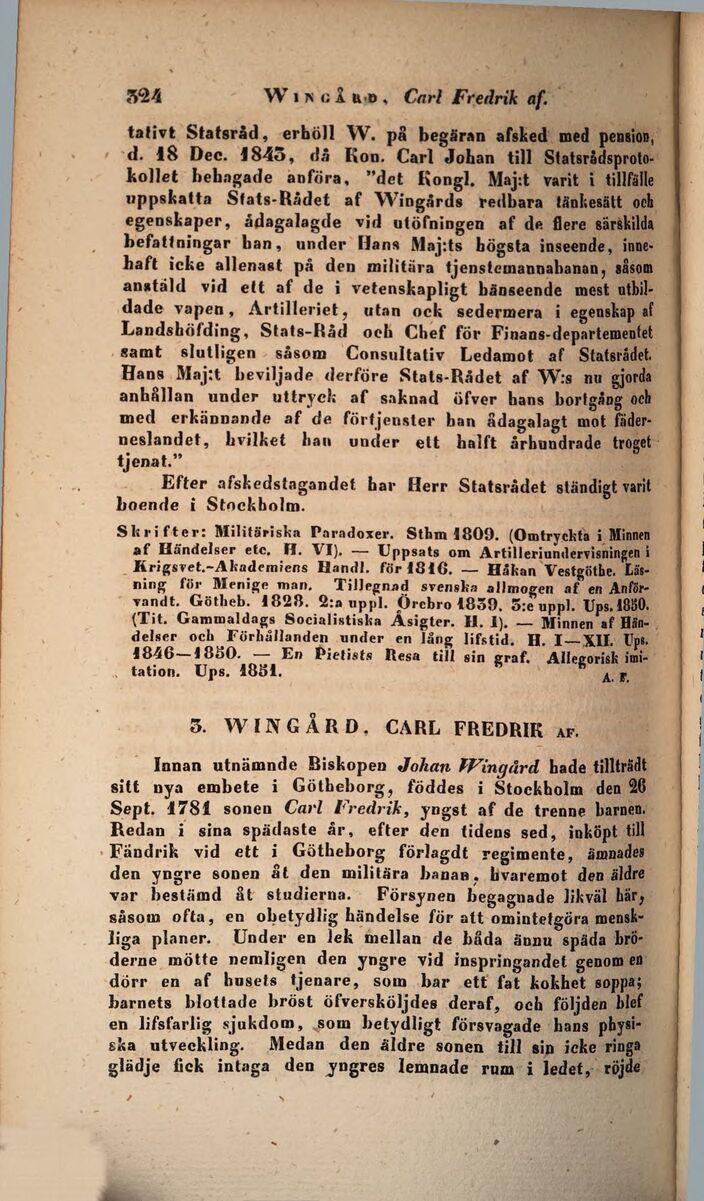 324 WINGÅRD, Carl Fredrik af.
tativt Statsråd, erhöll W. på begäran afsked med pension,
d. 18 Dec. 1843, då Kon. Carl Johan till Statsrådsproto-
kollet behagade anföra, "det Kongl. Maj:t varit i tillfälle
uppskatta Stats-Rådet af Wingårds redbara tänkesätt och
egenskaper, ådagalagde vid utöfningen af de flere särskilda
befattningar han, under Hans Maj:ts högsta inseende, inne-
haft icke allenast på den militära tjenstemannabanan, såsom
anstäld vid ett af de i vetenskapligt hänseende mest utbil-
dade vapen, Artilleriet, utan ock sedermera i egenskap af
Landshöfding, Stats-Råd och Chef för Finans-departementet
samt slutligen såsom Consultativ Ledamot af Statsrådet.
Hans Maj:t beviljade derföre Stats-Rådet af W:s nu gjorda
anhållan under uttryck af saknad öfver hans bortgång och
med erkännande af de förtjenster han ådagalagt mot fäder-
neslandet, hvilket han under ett halft århundrade troget
tjenat."
Efter afskedstagandet har Herr Statsrådet ständigt varit
boende i Stockholm.
Skrifter: Militäriska Paradoxer. Sthm 1809. (Omtryckta i Minnen
af Händelser etc. H. VI). — Uppsats om Artilleriundervisningen i
Krigsvet.-Akademiens Handl. för 1816. — Håkan Vestgöthe. Läs-
ning för Menige man. Tillegnad svenska allmogen af en Anför-
vandt. Götheb. 1828. 2:a uppl. Örebro 1839. 3:e uppl. Ups. 1850.
(Tit. Gammaldags Socialistiska Åsigter. H. I). — Minnen af Hän-
delser och Förhållanden under en lång lifstid. H. I—XII. Ups.
1846—1850. — En Pietists Resa till sin graf. Allegorisk imi-
tation. Ups. 1851.
A. F.
3. WINGÅRD, CARL FREDRIK AF.
Innan utnämnde Biskopen Johan Wingård hade tillträdt
sitt nya embete i Götheborg, föddes i Stockholm den 26
Sept. 1781 sonen Carl Fredrik, yngst af de trenne barnen.
Redan i sina spädaste år, efter den tidens sed, inköpt till
Fändrik vid ett i Götheborg förlagdt regimente, ämnades
den yngre sonen åt den militära banan, hvaremot den äldre
var bestämd åt studierna. Försynen begagnade likväl här,
såsom ofta, en obetydlig händelse för att omintetgöra mensk-
liga planer. Under en lek mellan de båda ännu späda brö-
derne mötte nemligen den yngre vid inspringandet genom en
dörr en af husets tjenare, som bar ett fat kokhet soppa;
barnets blottade bröst öfversköljdes deraf, och följden blef
en lifsfarlig sjukdom, som betydligt försvagade hans physi-
ska utveckling. Medan den äldre sonen till sin icke ringa
glädje fick intaga den yngres lemnade rum i ledet, röjde